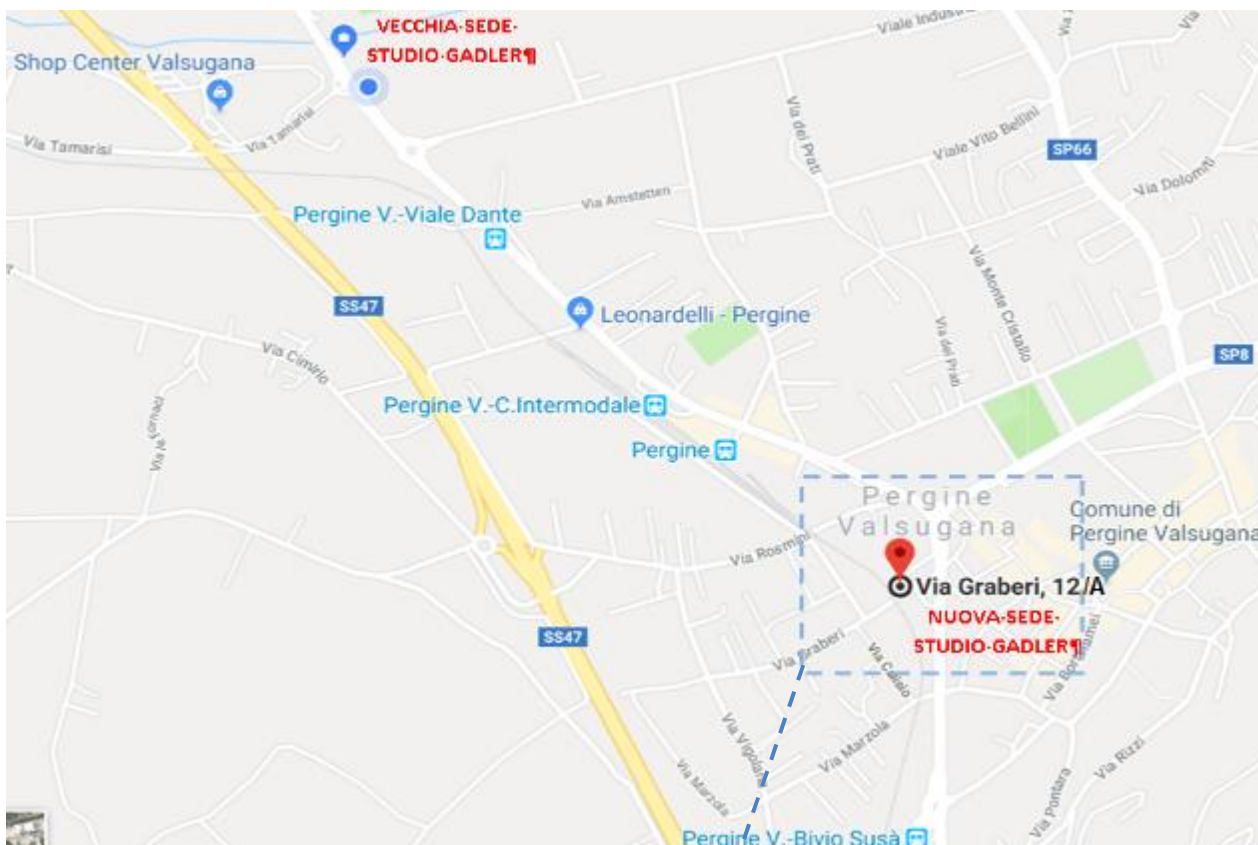 VECCHIA·SEDE·
STUDIO·GADLER¶
Viale Indust
Shop Center Valsugana
Via Tamarisi
Via Tamarisi
Via dei Prati
Viale Vito Bellini
SP66
Via Dolomiti
Via Amstetten
Pergine V.-Viale Dante
SS47
Via Monte Cristallo
Leonardelli - Pergine
Via Cimirlo
Via dei Prati
SP8
Pergine V.-C.Intermodale
Via le Fornaci
Pergine
Pergine
Valsugana
Comune di
Pergine Valsugana
Via Rosmini
Via Graberi, 12/A
NUOVA·SEDE·
STUDIO·GADLER¶
SS47
Via Graberi
Via Caisio
Via Marzola
Via Vigolana
Via Rizzi
Via Marzola
Via Pontara
Pergine V.-Bivio Susà